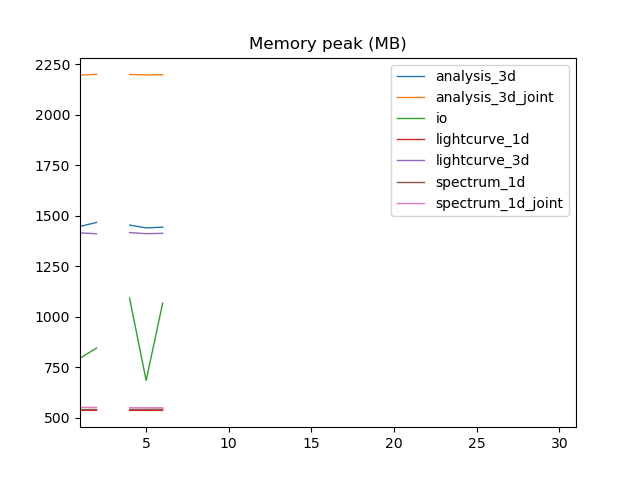 Memory peak (MB)
2250
2000
1750
1500
1250
1000
750
500
5
10
15
20
25
30
analysis_3d
analysis_3d_joint
io
lightcurve_1d
lightcurve_3d
spectrum_1d
spectrum_1d_joint